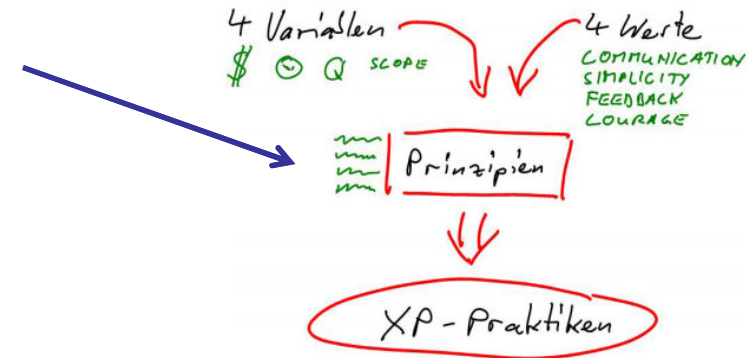 4 Variablen
$ Q SCOPE
4 Werte
COMMUNICATION
SIMPLICITY
FEEDBACK
COURAGE
Prinzipien
XP-Praktiken